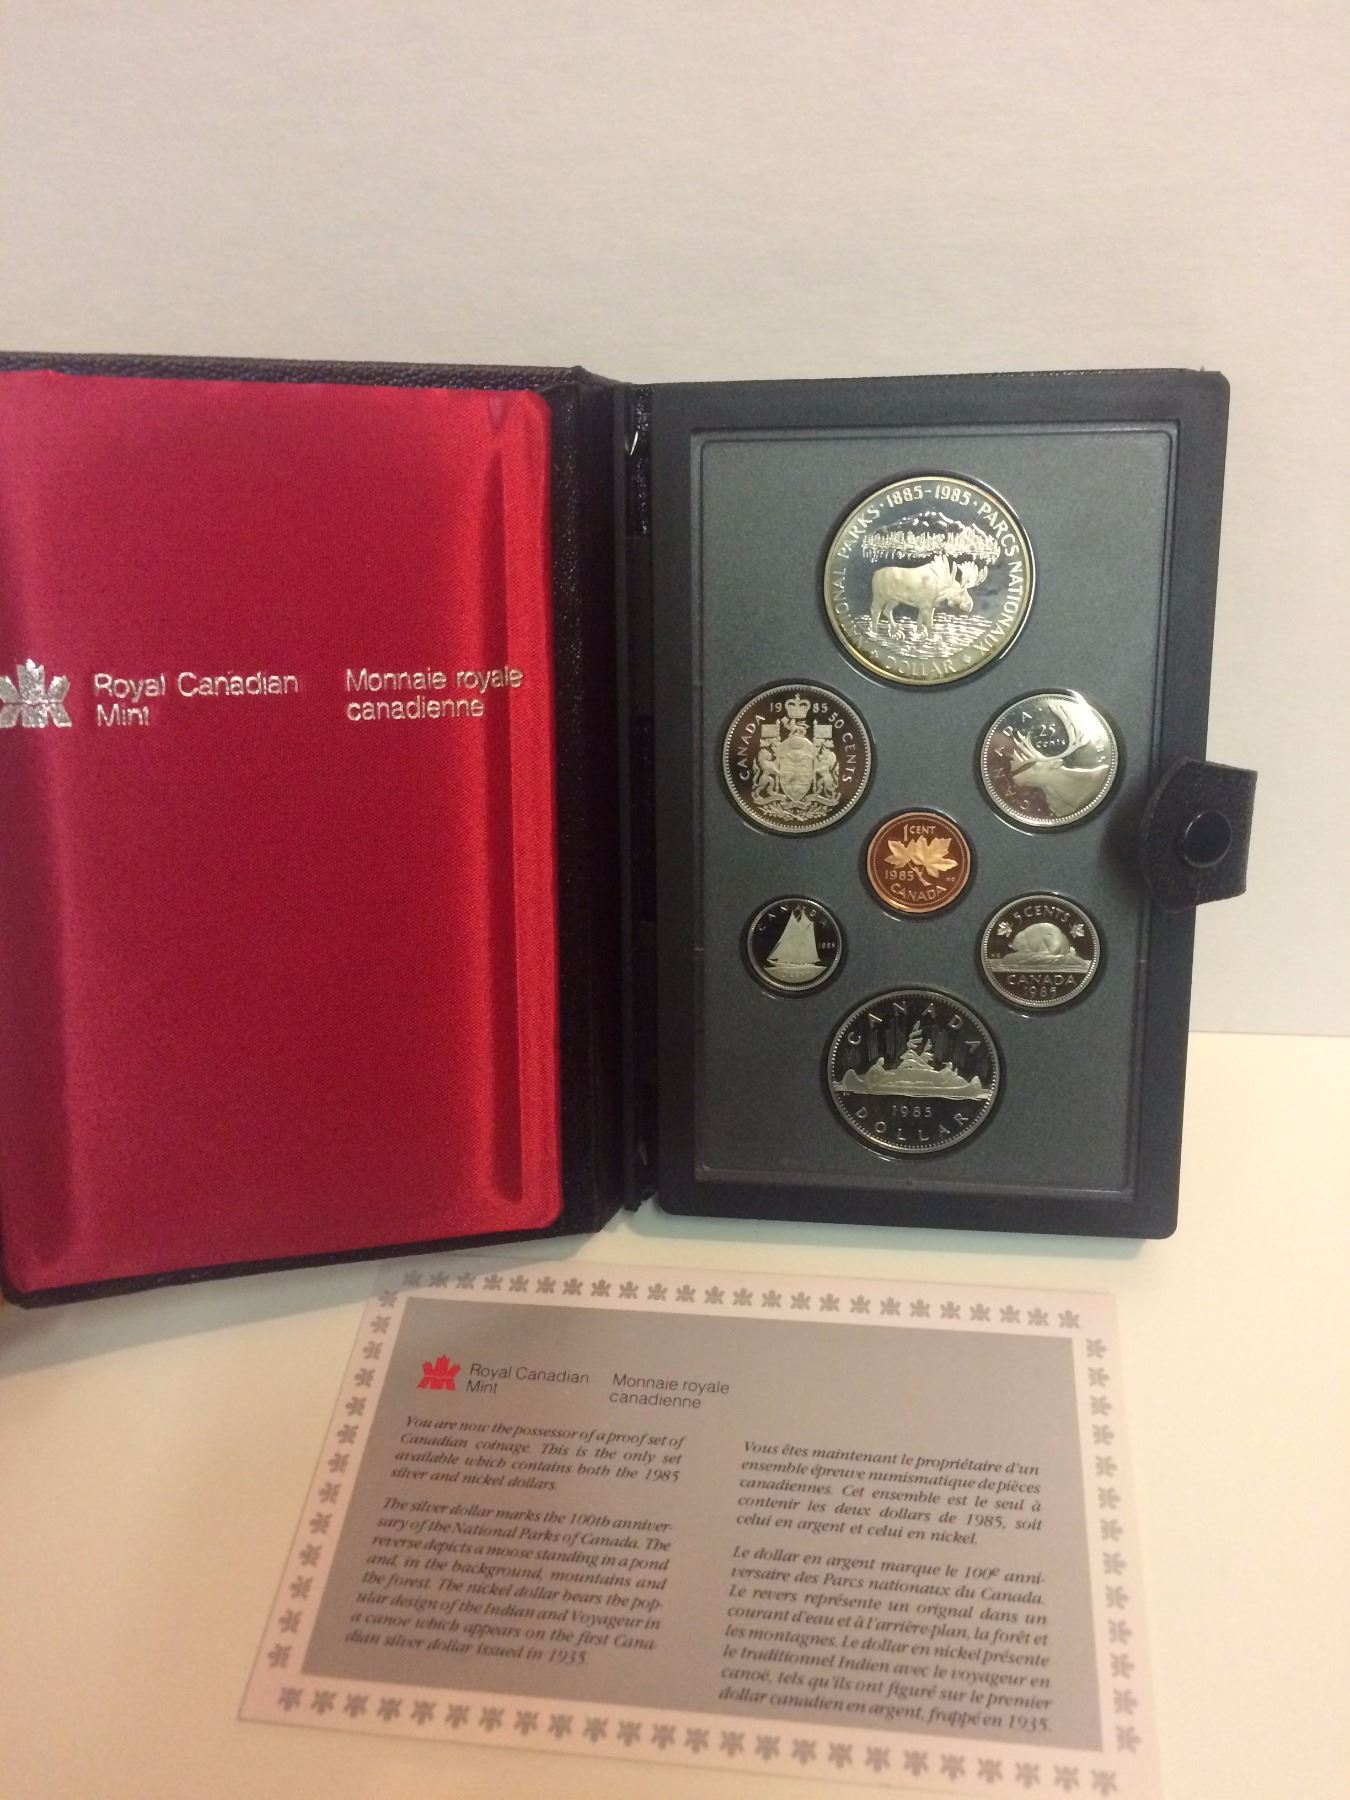 Royal Canadian
Mint
Monnaie royale
canadienne
NATIONAL PARKS · 1885-1985 · PARCS NATIONAUX
DOLLAR
CANADA 1985 50 CENTS
CANADA
25
cents
1 CENT
1985
CANADA
CANADA
1985
5 CENTS
CANADA
1985
CANADA
1985
DOLLAR
Royal Canadian
Mint
Monnaie royale
canadienne
You are now the possessor of a proof set of
Canadian coinage. This is the only set
available which contains both the 1985
silver and nickel dollars.
The silver dollar marks the 100th anniver-
sary of the National Parks of Canada. The
reverse depicts a moose standing in a pond
and, in the background, mountains and
the forest. The nickel dollar bears the pop-
ular design of the Indian and Voyageur in
a canoe which appears on the first Cana-
dian silver dollar issued in 1935.
Vous êtes maintenant le propriétaire d'un
ensemble épreuve numismatique de pièces
canadiennes. Cet ensemble est le seul à
contenir les deux dollars de 1985, soit
celui en argent et celui en nickel.
Le dollar en argent marque le 100e anni-
versaire des Parcs nationaux du Canada.
Le revers représente un orignal dans un
courant d'eau et à l'arrière-plan, la forêt et
les montagnes. Le dollar en nickel présente
le traditionnel Indien avec le voyageur en
canoë, tels qu'ils ont figuré sur le premier
dollar canadien en argent, frappé en 1935.